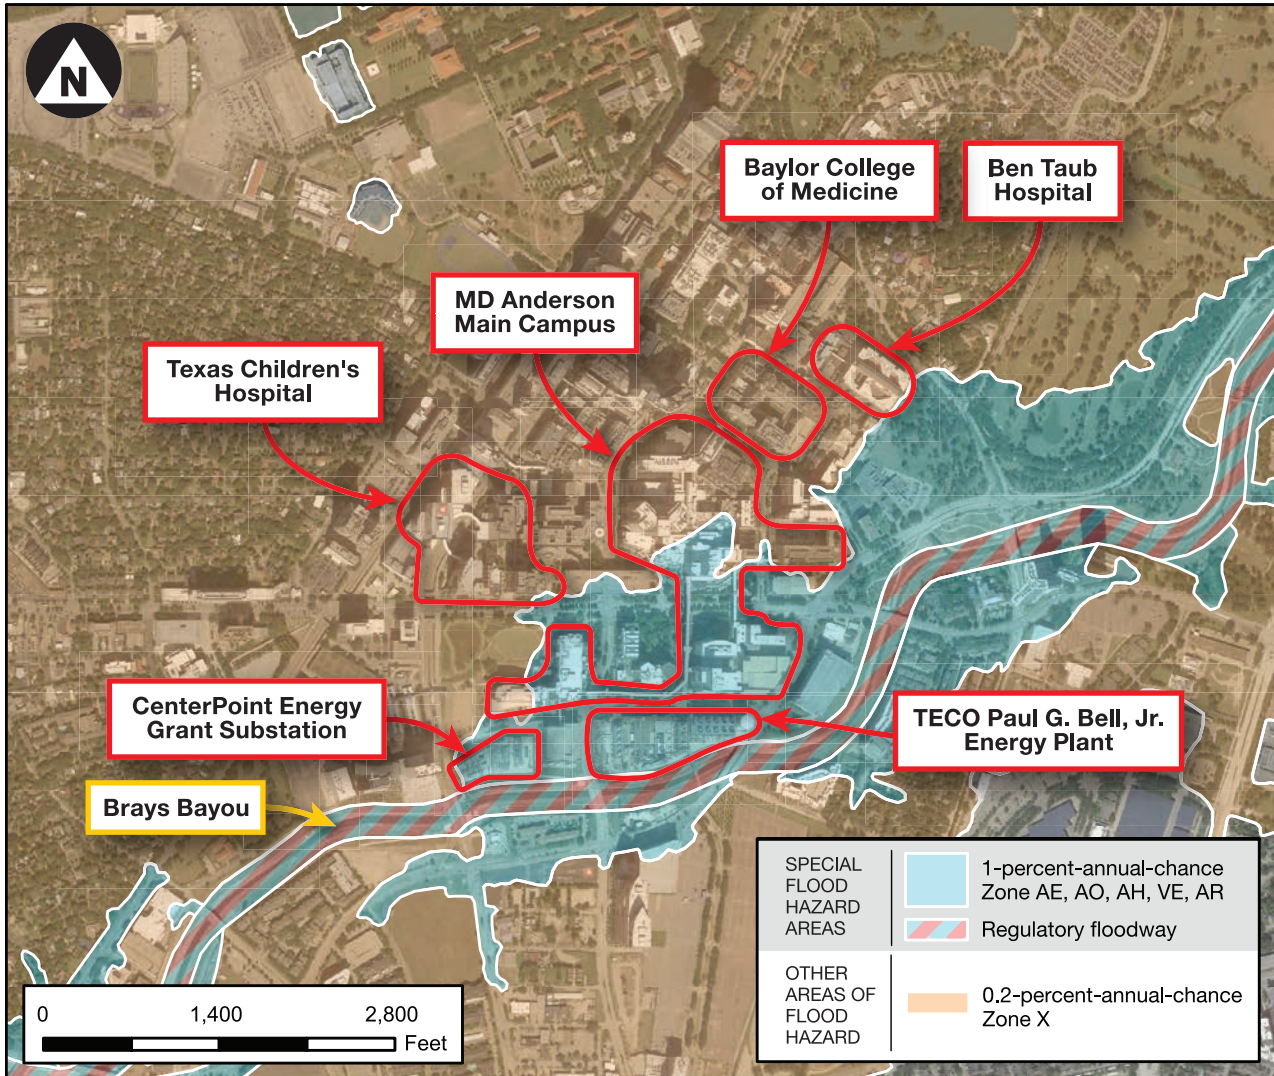 N
Baylor College
of Medicine
Ben Taub
Hospital
MD Anderson
Main Campus
Texas Children's
Hospital
CenterPoint Energy
Grant Substation
TECO Paul G. Bell, Jr.
Energy Plant
Brays Bayou
SPECIAL
FLOOD
HAZARD
AREAS
1-percent-annual-chance
Zone AE, AO, AH, VE, AR
Regulatory floodway
OTHER
AREAS OF
FLOOD
HAZARD
0.2-percent-annual-chance
Zone X
0 1,400 2,800
Feet